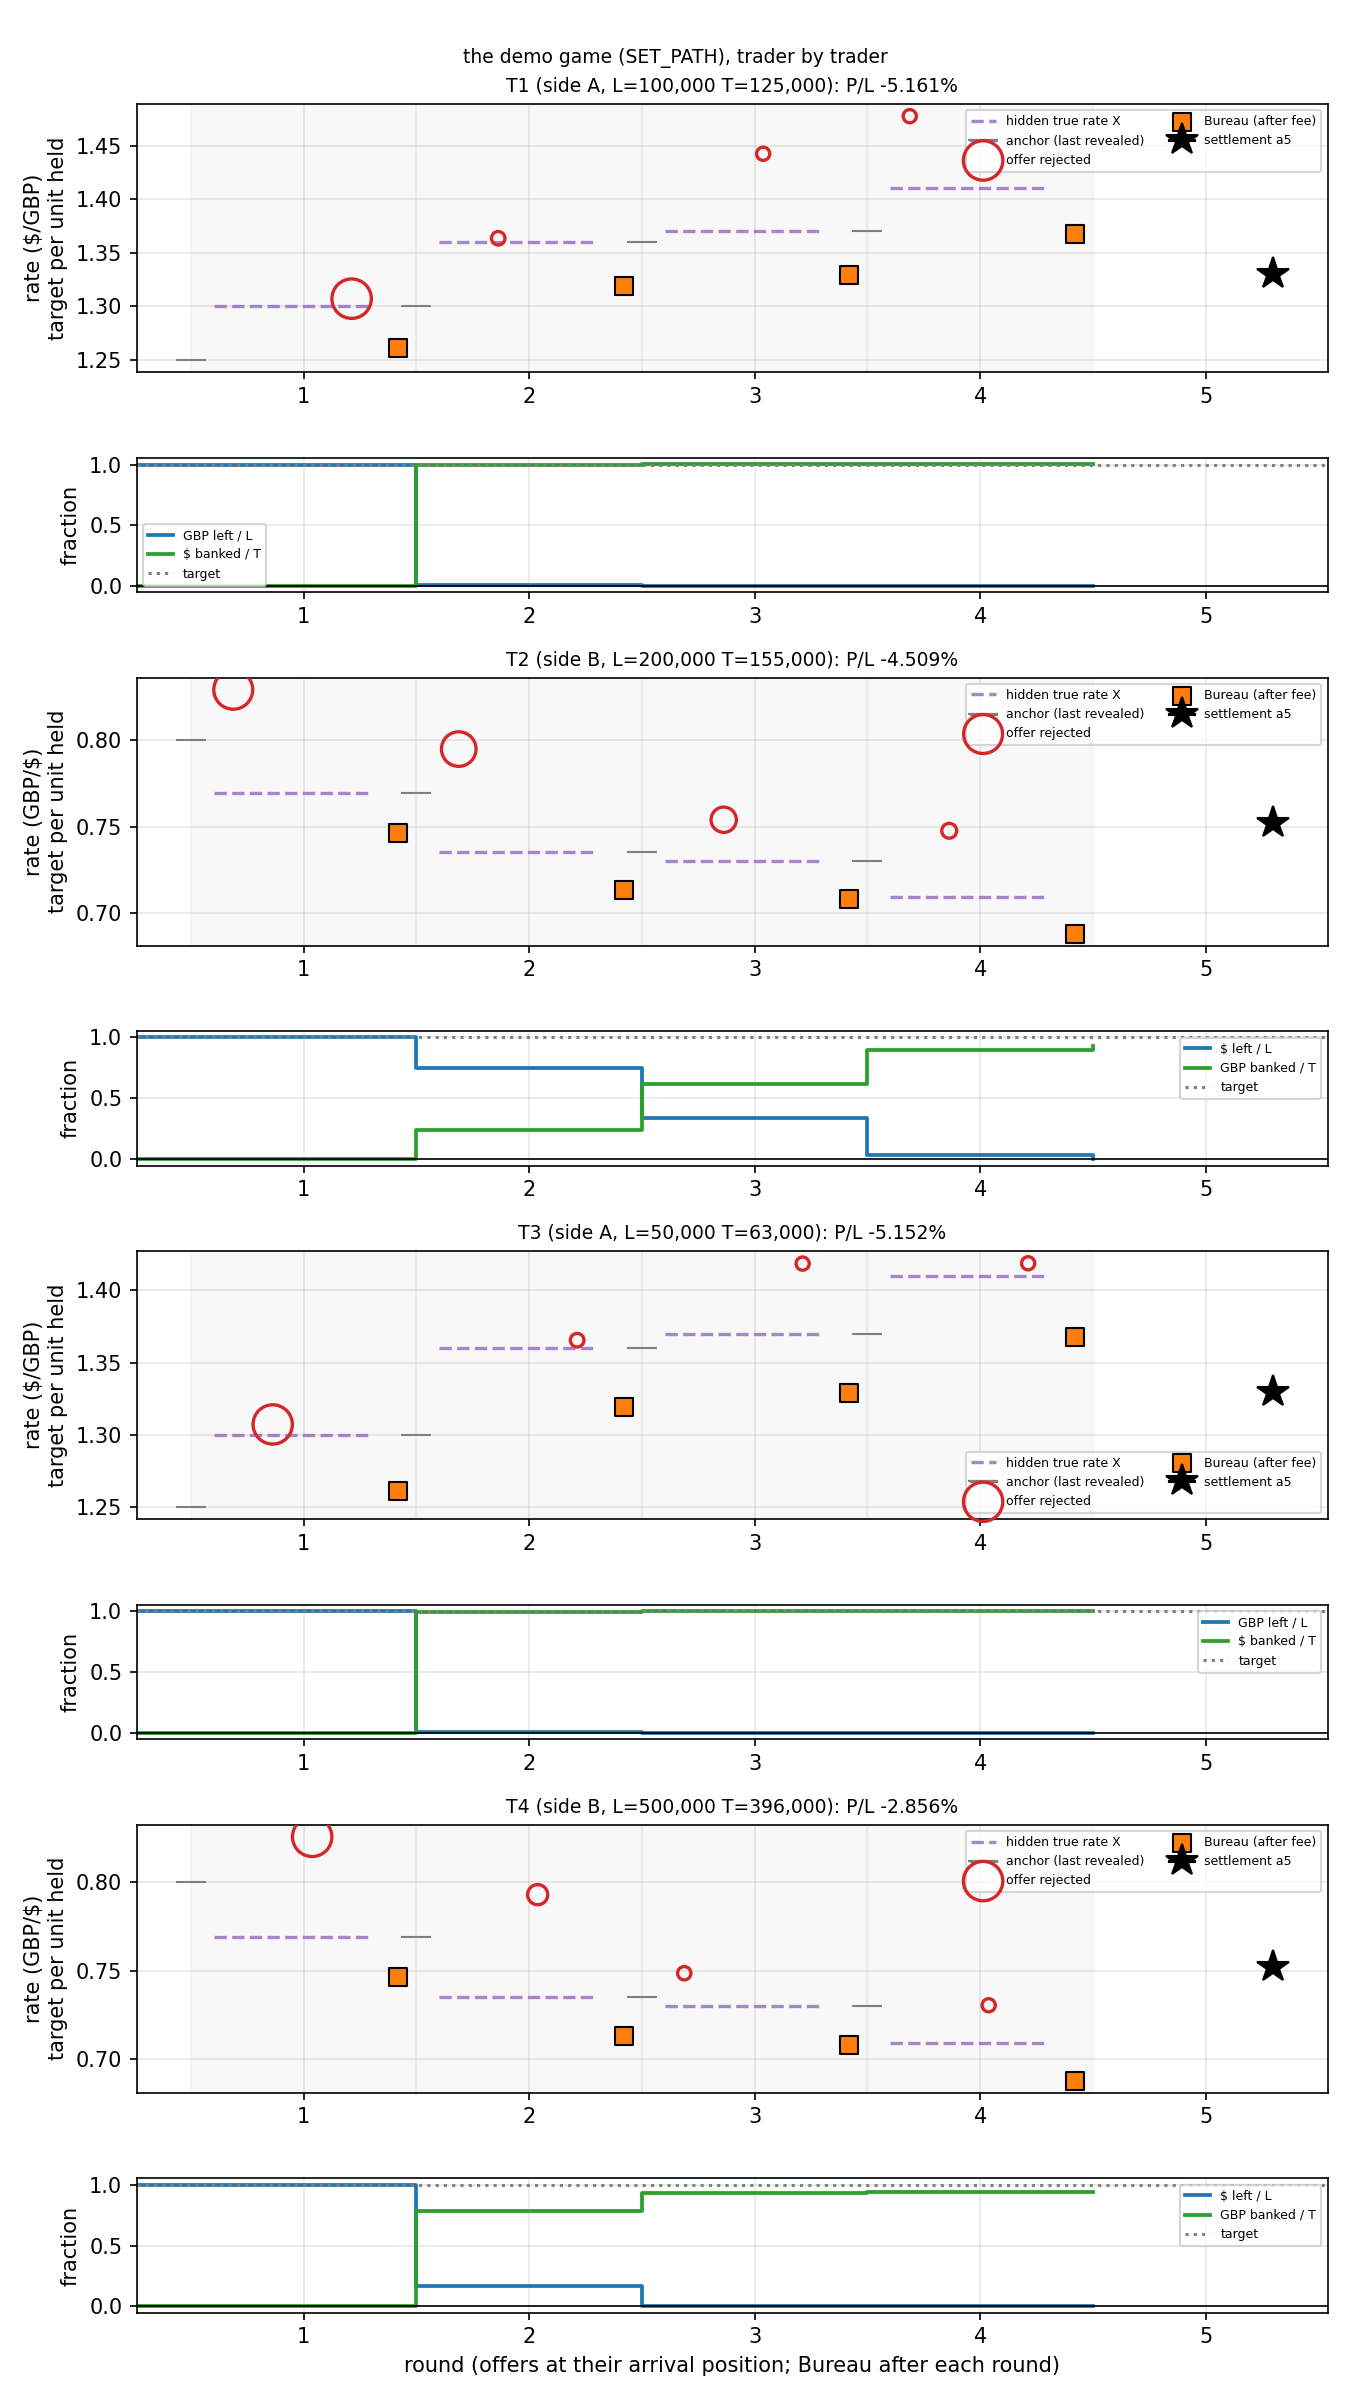 the demo game (SET_PATH), trader by trader
T1 (side A, L=100,000 T=125,000): P/L -5.161%
rate ($/GBP)
target per unit held
1.45
1.40
1.35
1.30
1.25
hidden true rate X
anchor (last revealed)
offer rejected
Bureau (after fee)
settlement a5
1 2 3 4 5
fraction
1.0
0.5
0.0
GBP left / L
$ banked / T
target
1 2 3 4 5
T2 (side B, L=200,000 T=155,000): P/L -4.509%
rate (GBP/$)
target per unit held
0.80
0.75
0.70
hidden true rate X
anchor (last revealed)
offer rejected
Bureau (after fee)
settlement a5
1 2 3 4 5
fraction
1.0
0.5
0.0
$ left / L
GBP banked / T
target
1 2 3 4 5
T3 (side A, L=50,000 T=63,000): P/L -5.152%
rate ($/GBP)
target per unit held
1.40
1.35
1.30
1.25
hidden true rate X
anchor (last revealed)
offer rejected
Bureau (after fee)
settlement a5
1 2 3 4 5
fraction
1.0
0.5
0.0
GBP left / L
$ banked / T
target
1 2 3 4 5
T4 (side B, L=500,000 T=396,000): P/L -2.856%
rate (GBP/$)
target per unit held
0.80
0.75
0.70
hidden true rate X
anchor (last revealed)
offer rejected
Bureau (after fee)
settlement a5
1 2 3 4 5
fraction
1.0
0.5
0.0
$ left / L
GBP banked / T
target
1 2 3 4 5
round (offers at their arrival position; Bureau after each round)